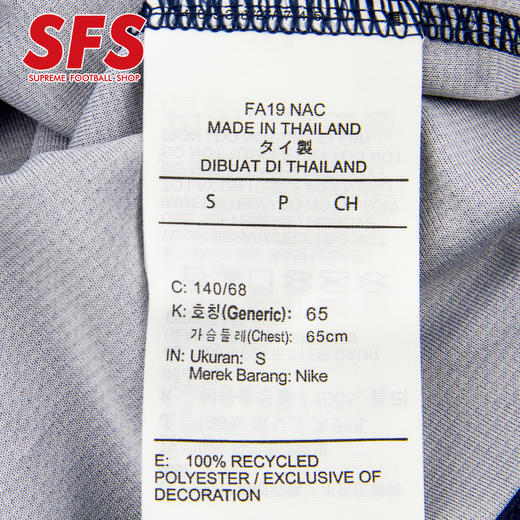 SFS
SUPREME FOOTBALL SHOP
FA19 NAC
MADE IN THAILAND
タイ製
DIBUAT DI THAILAND
S P CH
C: 140/68
K: 호칭(Generic): 65
가슴둘레(Chest): 65cm
IN: Ukuran: S
Merek Barang: Nike
E: 100% RECYCLED
POLYESTER / EXCLUSIVE OF
DECORATION